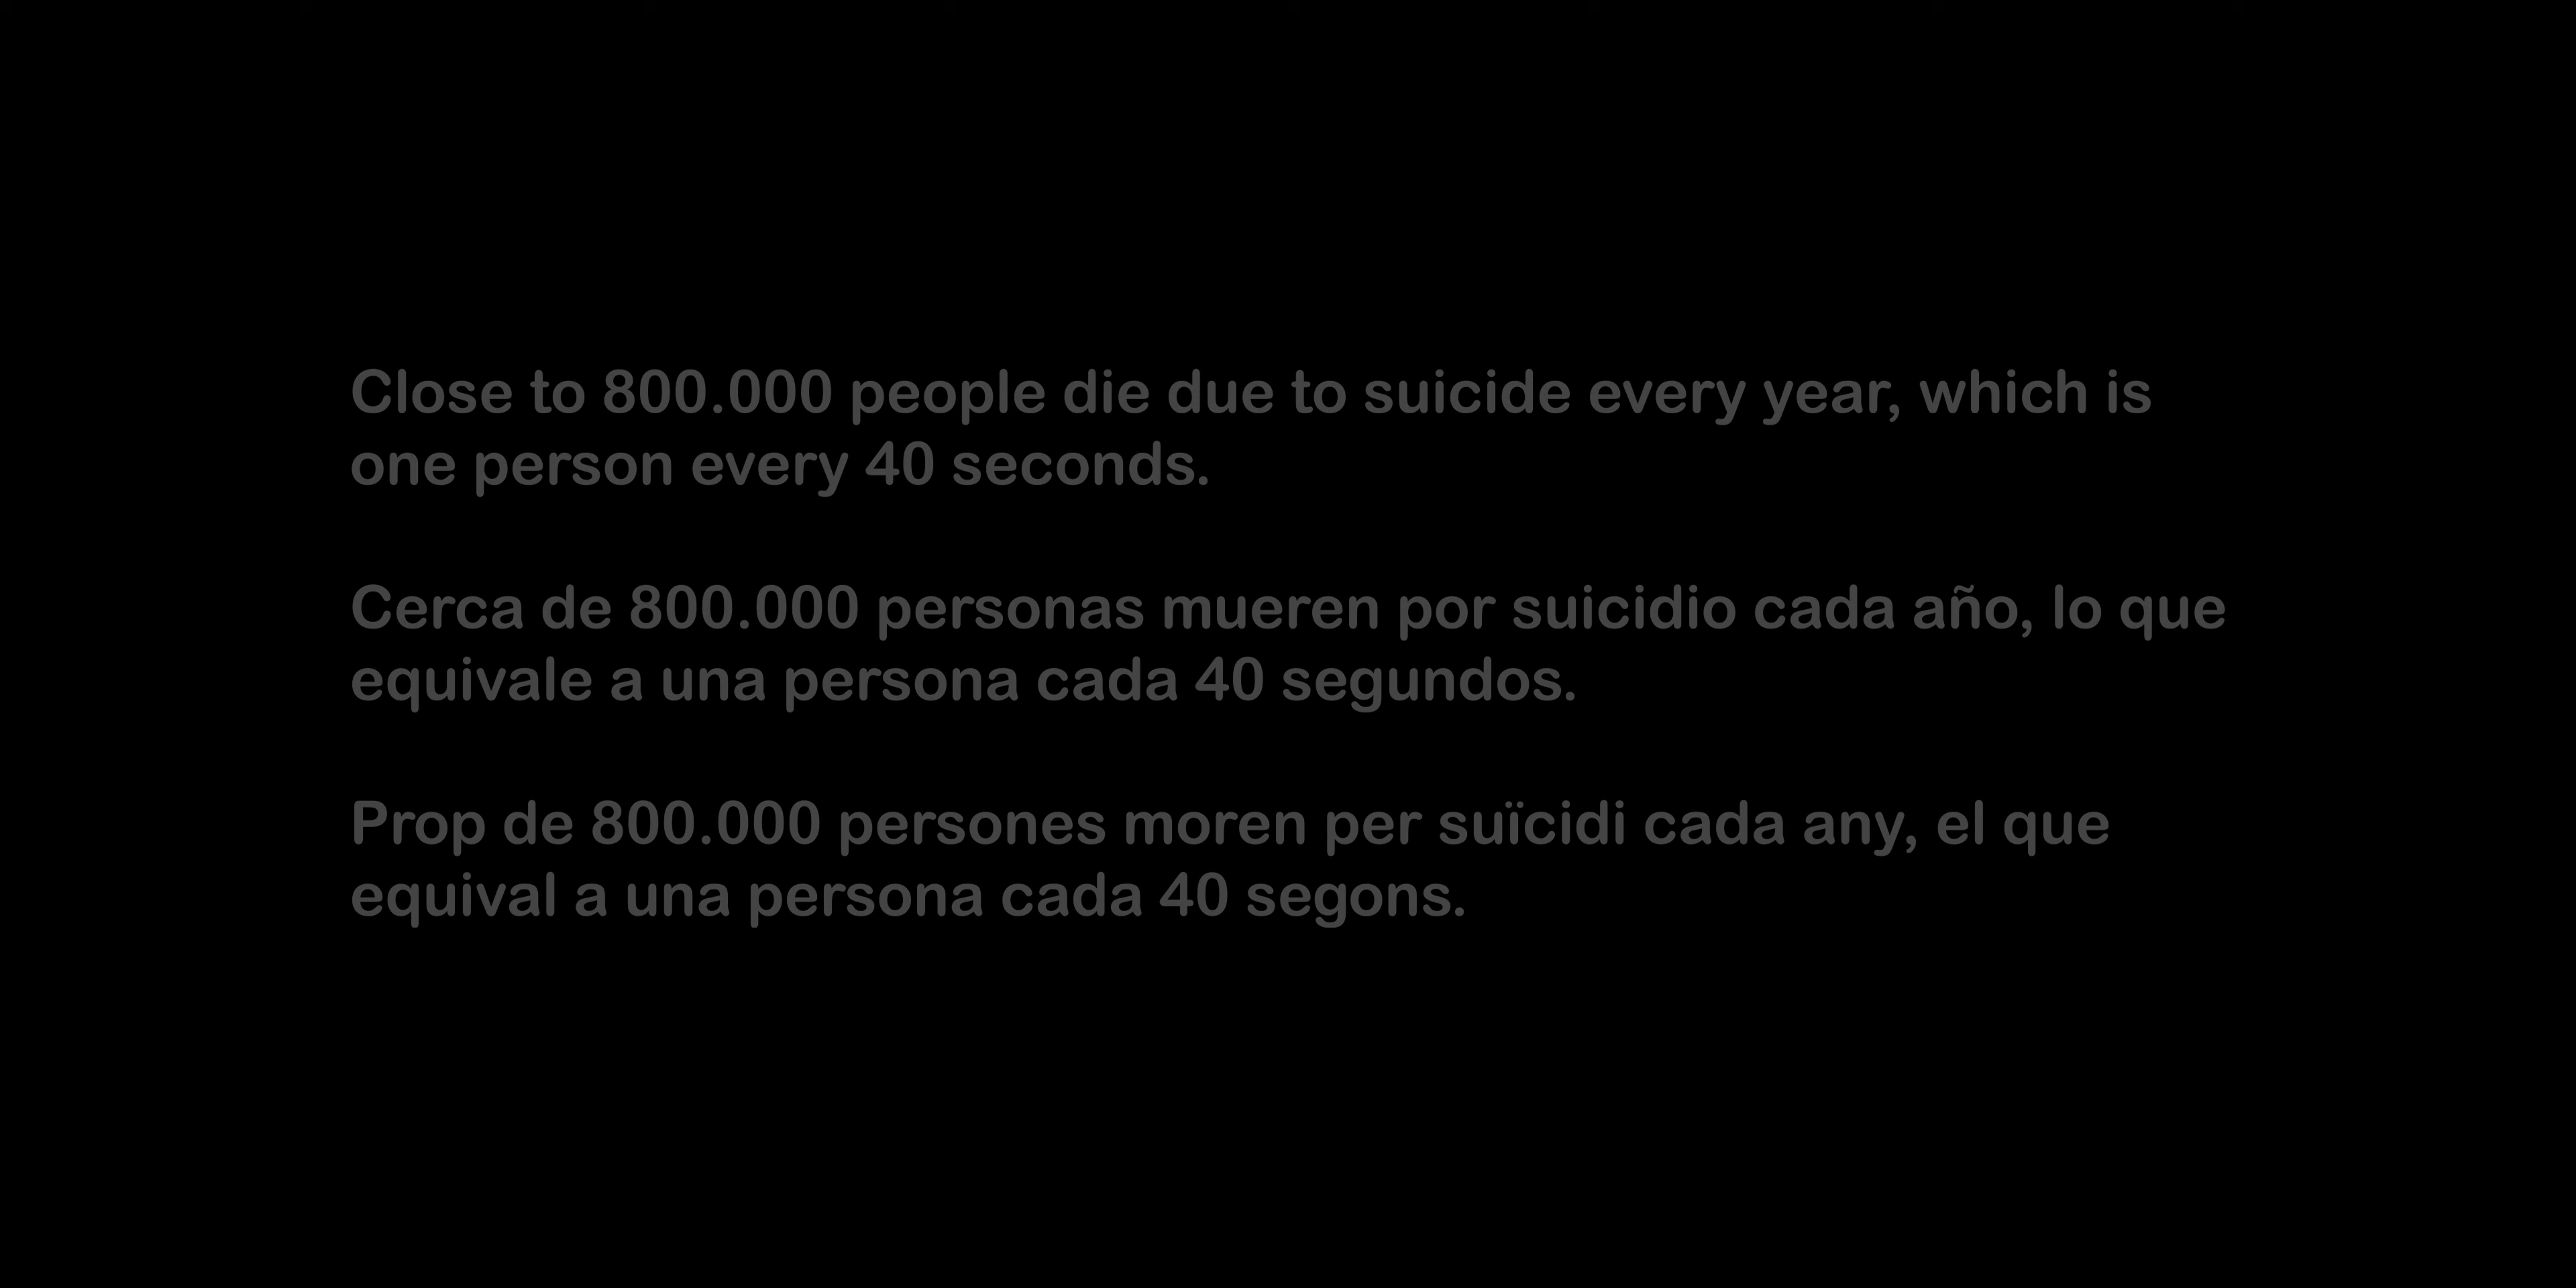 Close to 800.000 people die due to suicide every year, which is
one person every 40 seconds.
Cerca de 800.000 personas mueren por suicidio cada año, lo que
equivale a una persona cada 40 segundos.
Prop de 800.000 persones moren per suïcidi cada any, el que
equival a una persona cada 40 segons.